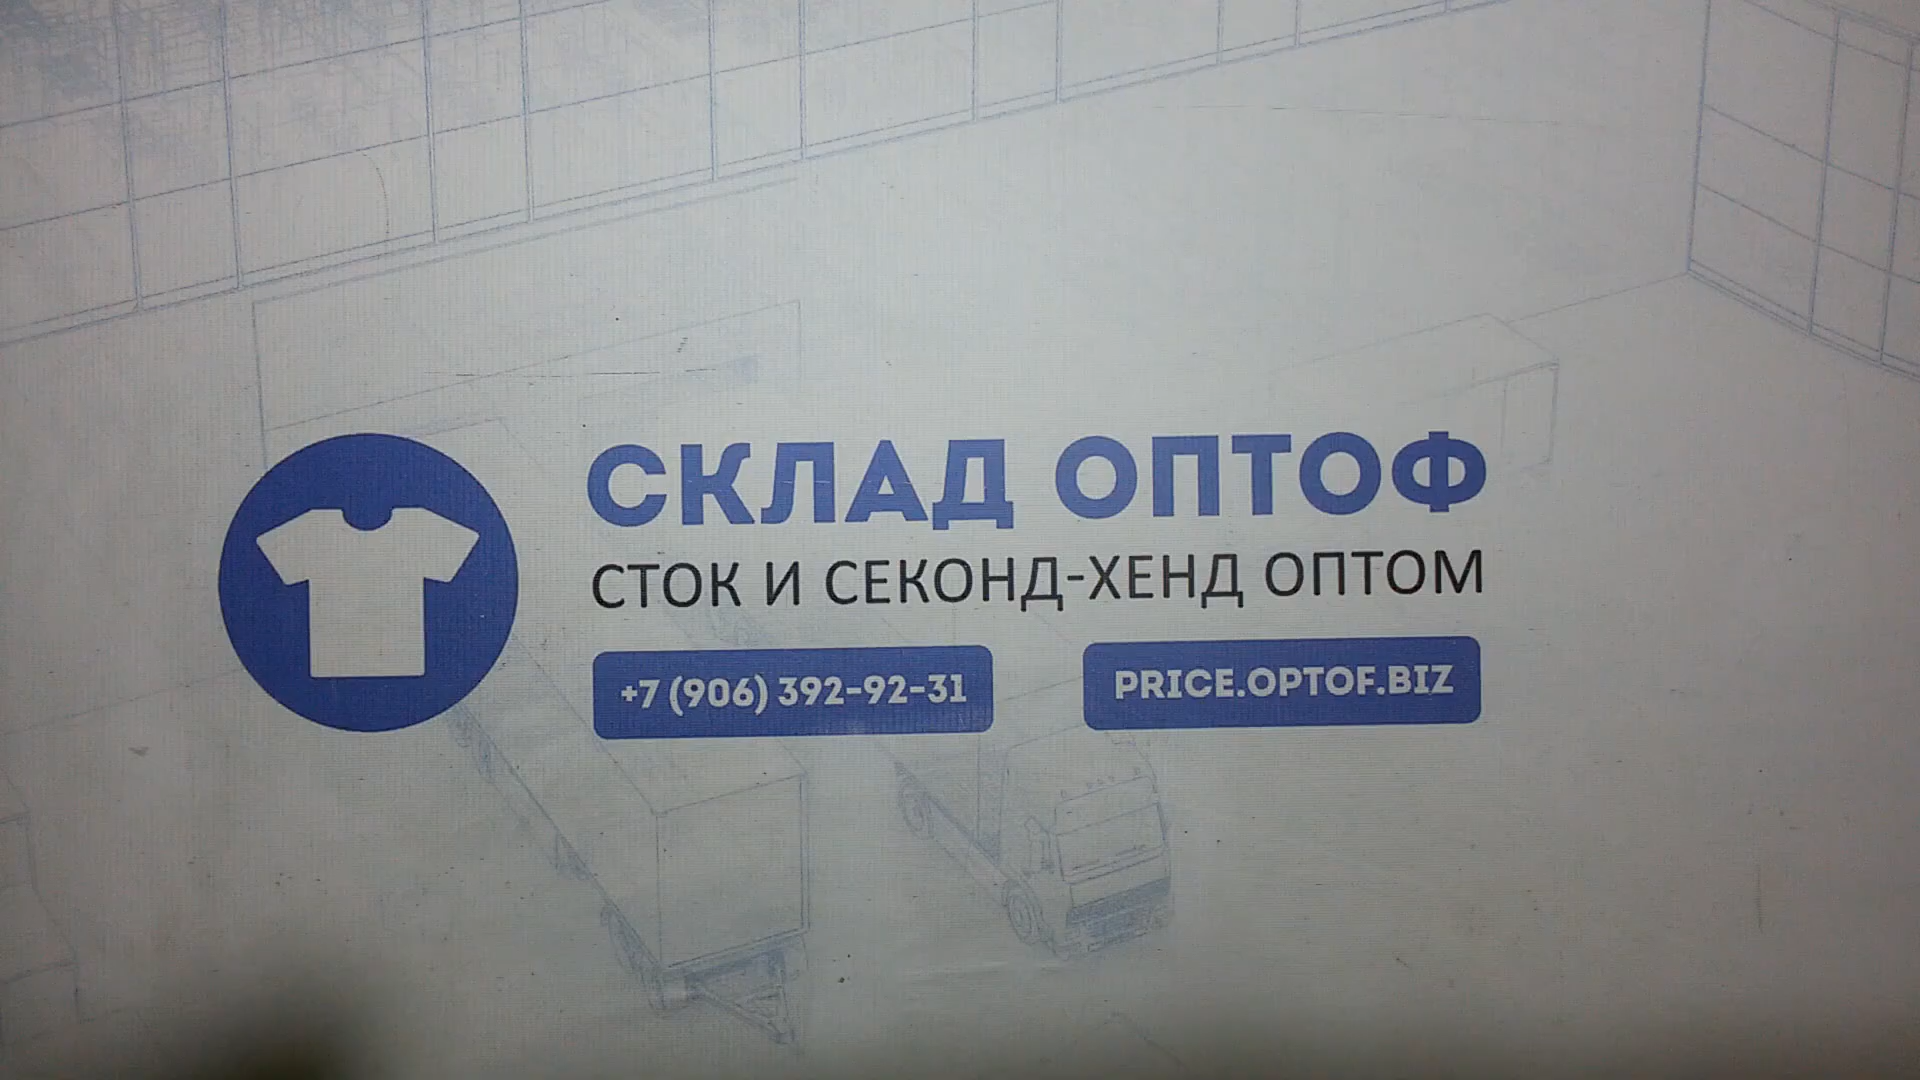 СКЛАД ОПТОФ
СТОК И СЕКОНД-ХЕНД ОПТОМ
+7 (906) 392-92-31
PRICE.OPTOF.BIZ